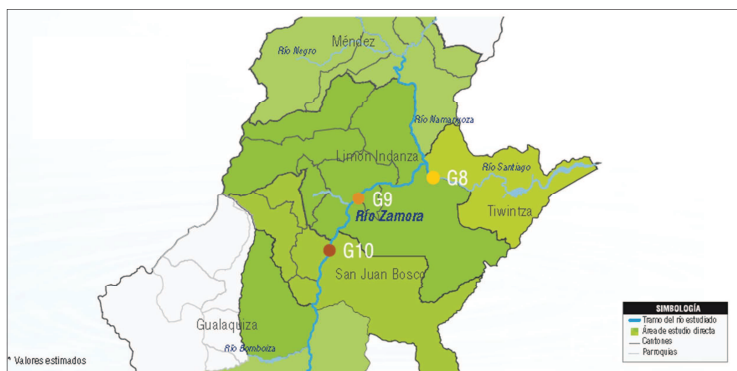 Río Negro
Méndez
Río Namangoza
Limón Indanza
G8
Río Santiago
G9
Tiwintza
Río Zamora
G10
San Juan Bosco
Gualaquiza
Río Bomboiza
* Valores estimados
SIMBOLOGÍA
Tramo del río estudiado
Área de estudio directa
Cantones
Parroquias